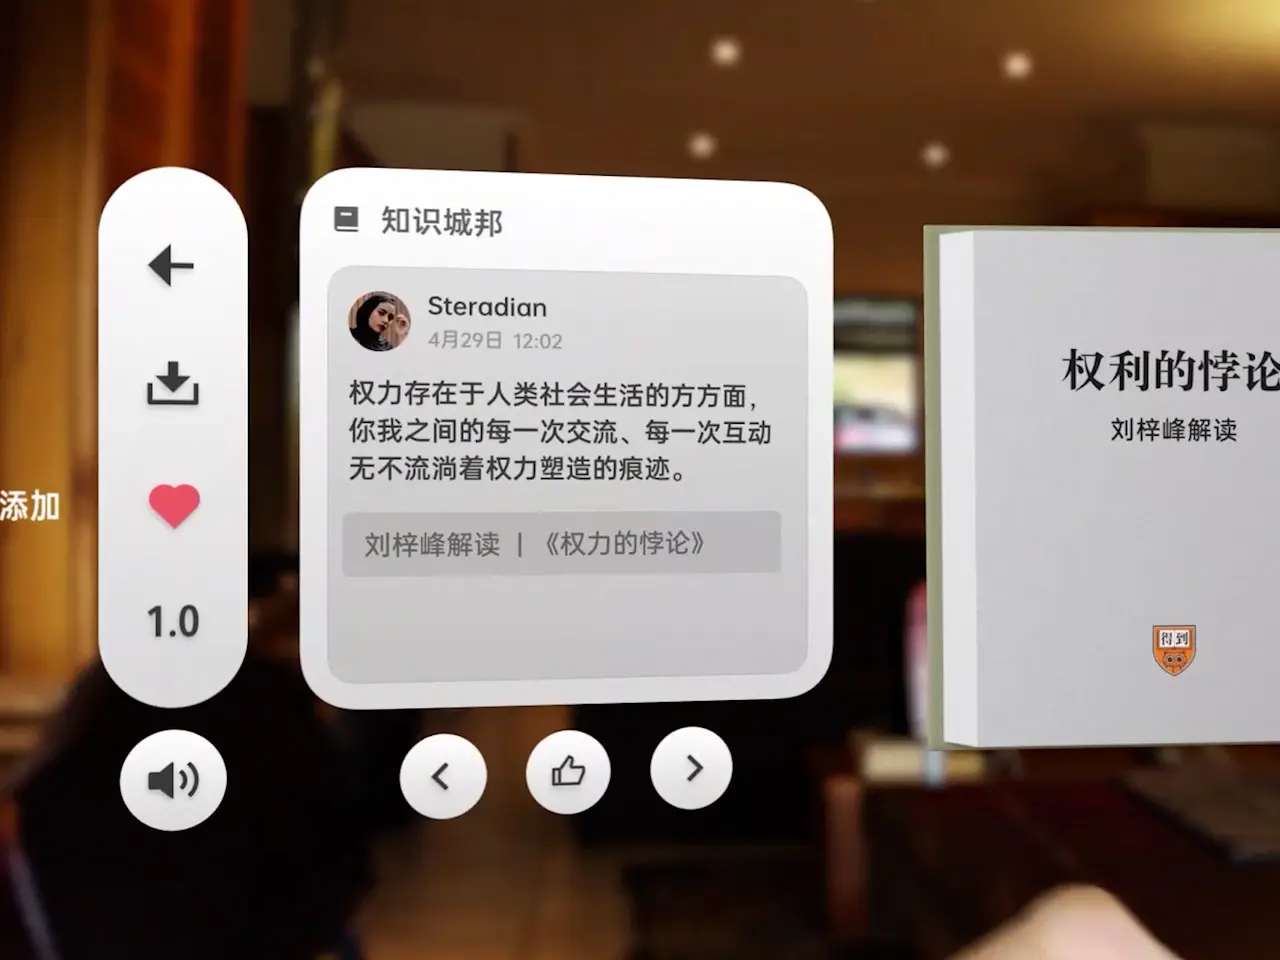 添加
1.0
知识城邦
Steradian
4月29日 12:02
权力存在于人类社会生活的方方面，
你我之间的每一次交流、每一次互动
无不流淌着权力塑造的痕迹。
刘梓峰解读 | 《权力的悖论》
权利的悖论
刘梓峰解读
得到